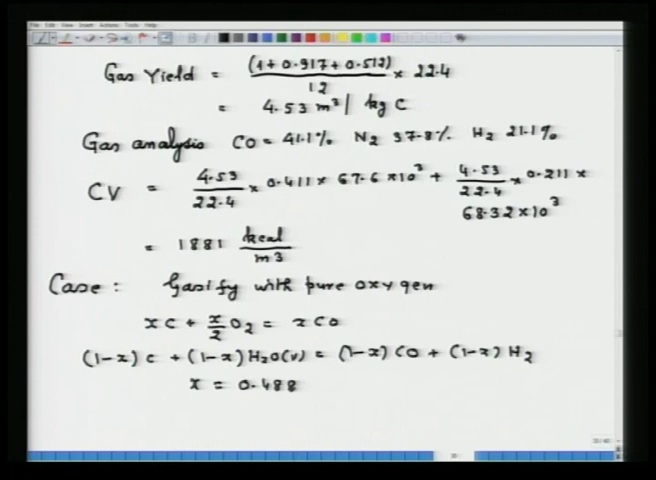 Gas Yield = (1+0.917+0.512)/12 × 22.4
= 4.53 m³/ kg C
Gas analysis CO = 41.1% N2 37.8% H2 21.1%
CV = 4.53/22.4 × 0.411 × 67.6 × 10³ + 4.53/22.4 × 0.211 ×
68.32 × 10³
= 1881 kcal/m3
Case : Gasify with pure oxygen
xC + x/2 O2 = xCO
(1-x) C + (1-x) H2O(v) = (1-x) CO + (1-x) H2
x = 0.488